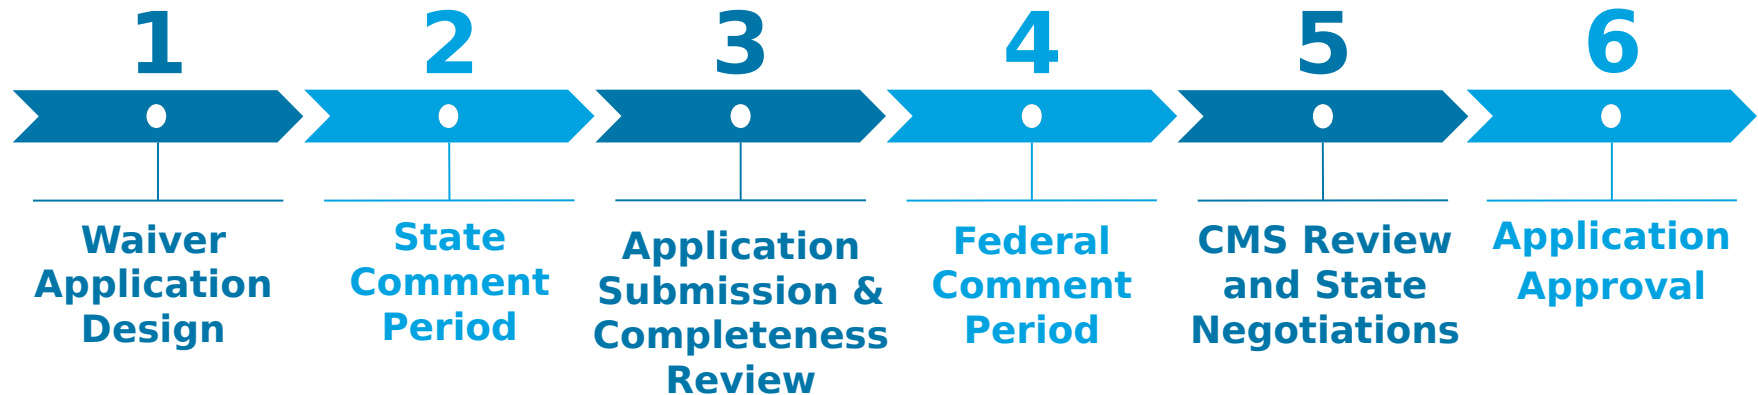 1
Waiver
Application
Design
2
State
Comment
Period
3
Application
Submission &
Completeness
Review
4
Federal
Comment
Period
5
CMS Review
and State
Negotiations
6
Application
Approval